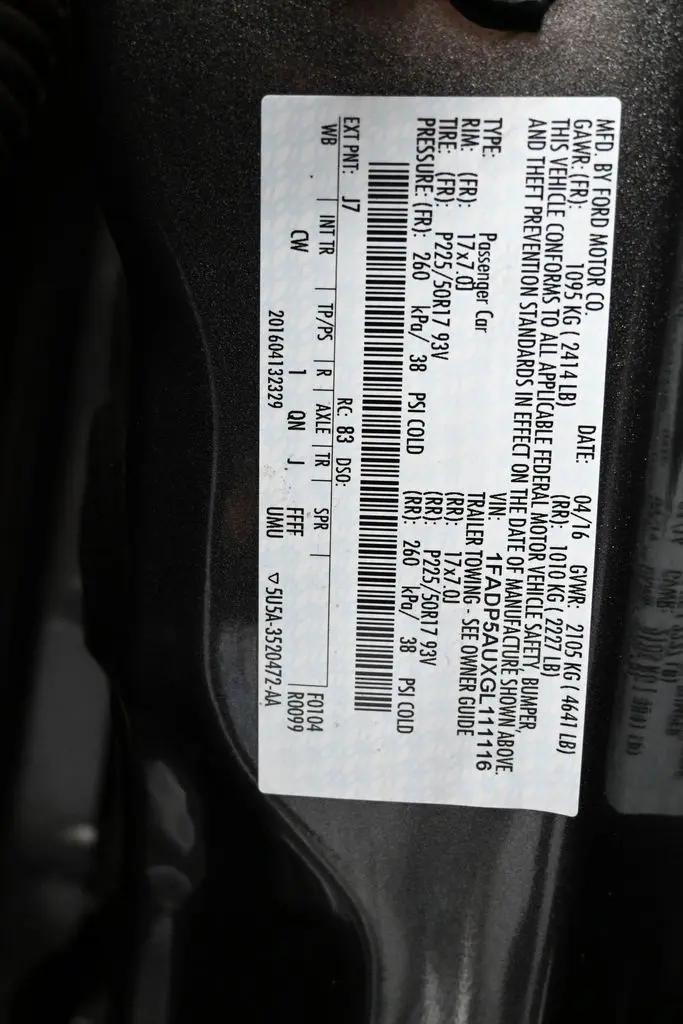 MFD. BY FORD MOTOR CO.
DATE: 04/16 GVWR: 2105 KG ( 4641 LB)
GAWR: (FR): 1095 KG ( 2414 LB) (RR): 1010 KG ( 2227 LB)
THIS VEHICLE CONFORMS TO ALL APPLICABLE FEDERAL MOTOR VEHICLE SAFETY, BUMPER,
AND THEFT PREVENTION STANDARDS IN EFFECT ON THE DATE OF MANUFACTURE SHOWN ABOVE.
VIN: 1FADP5AUXGL111116
TYPE: Passenger Car TRAILER TOWING - SEE OWNER GUIDE
RIM: (FR): 17x7.0J (RR): 17x7.0J
TIRE: (FR): P225/50R17 93V (RR): P225/50R17 93V
PRESSURE: (FR): 260 kPa/ 38 PSI COLD (RR): 260 kPa/ 38 PSI COLD
EXT PNT: J7 RC: 83 DSO:
WB | INT TR | TP/PS | R | AXLE | TR | SPR F0104
CW 1 QN J FFFF R0099
201604132329 UMU ▽ 5U5A-3520472-AA